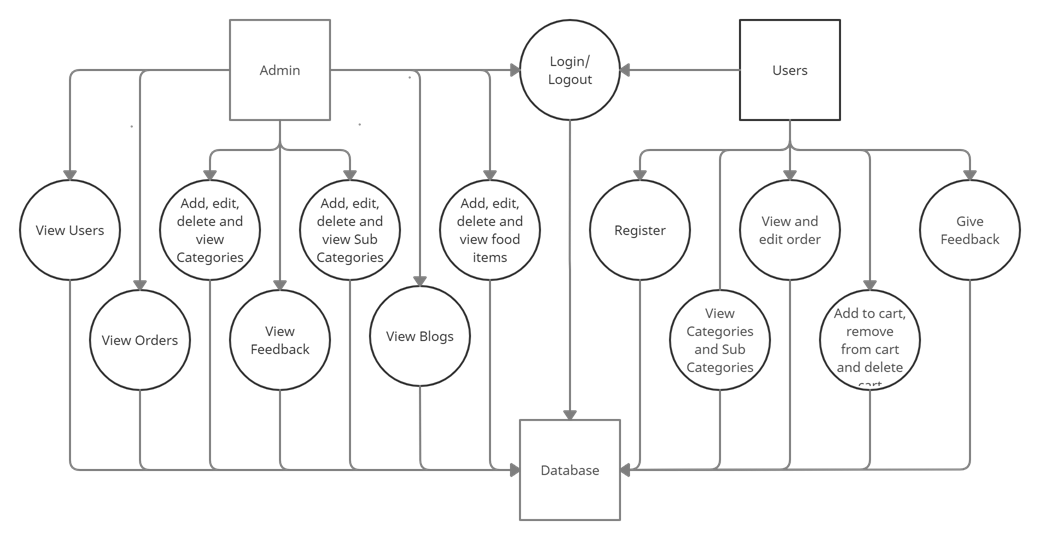 Admin
Login/
Logout
Users
View Users
Add, edit,
delete and
view
Categories
Add, edit,
delete and
view Sub
Categories
Add, edit,
delete and
view food
items
Register
View and
edit order
Give
Feedback
View Orders
View
Feedback
View Blogs
View
Categories
and Sub
Categories
Add to cart,
remove
from cart
and delete
cart
Database